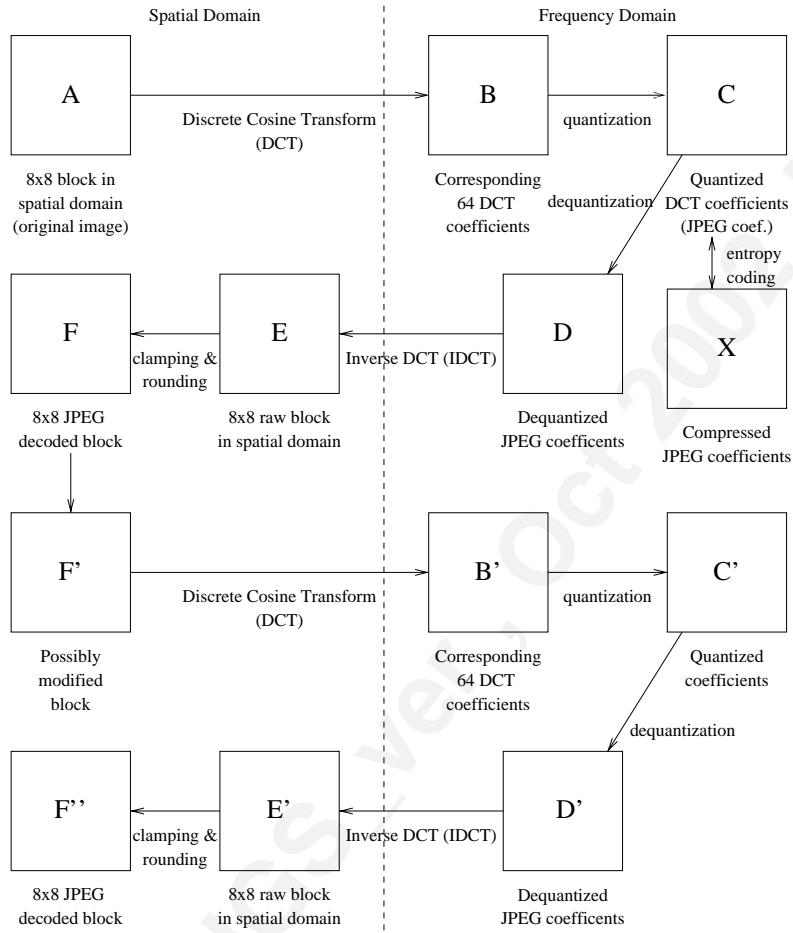 Spatial Domain
Frequency Domain
A
B
C
Discrete Cosine Transform
(DCT)
quantization
8x8 block in
spatial domain
(original image)
Corresponding
64 DCT
coefficients
Quantized
DCT coefficients
(JPEG coef.)
dequantization
entropy
coding
F
E
D
X
clamping &
rounding
Inverse DCT (IDCT)
8x8 JPEG
decoded block
8x8 raw block
in spatial domain
Dequantized
JPEG coefficents
Compressed
JPEG coefficients
F'
B'
C'
Discrete Cosine Transform
(DCT)
quantization
Possibly
modified
block
Corresponding
64 DCT
coefficients
Quantized
coefficients
dequantization
F''
E'
D'
clamping &
rounding
Inverse DCT (IDCT)
8x8 JPEG
decoded block
8x8 raw block
in spatial domain
Dequantized
JPEG coefficents
GS_ver , Oct 2002